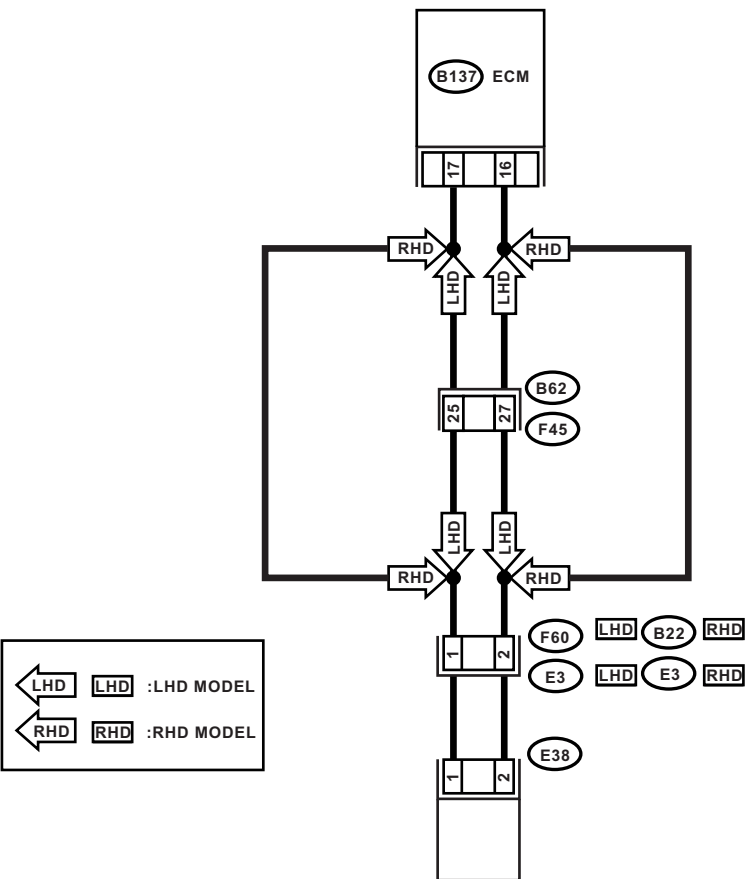 B137 ECM
17 16
RHD RHD
LHD LHD
B62
25 27
F45
LHD LHD
RHD RHD
F60 LHD B22 RHD
1 2
E3 LHD E3 RHD
LHD LHD :LHD MODEL
RHD RHD :RHD MODEL
E38
1 2